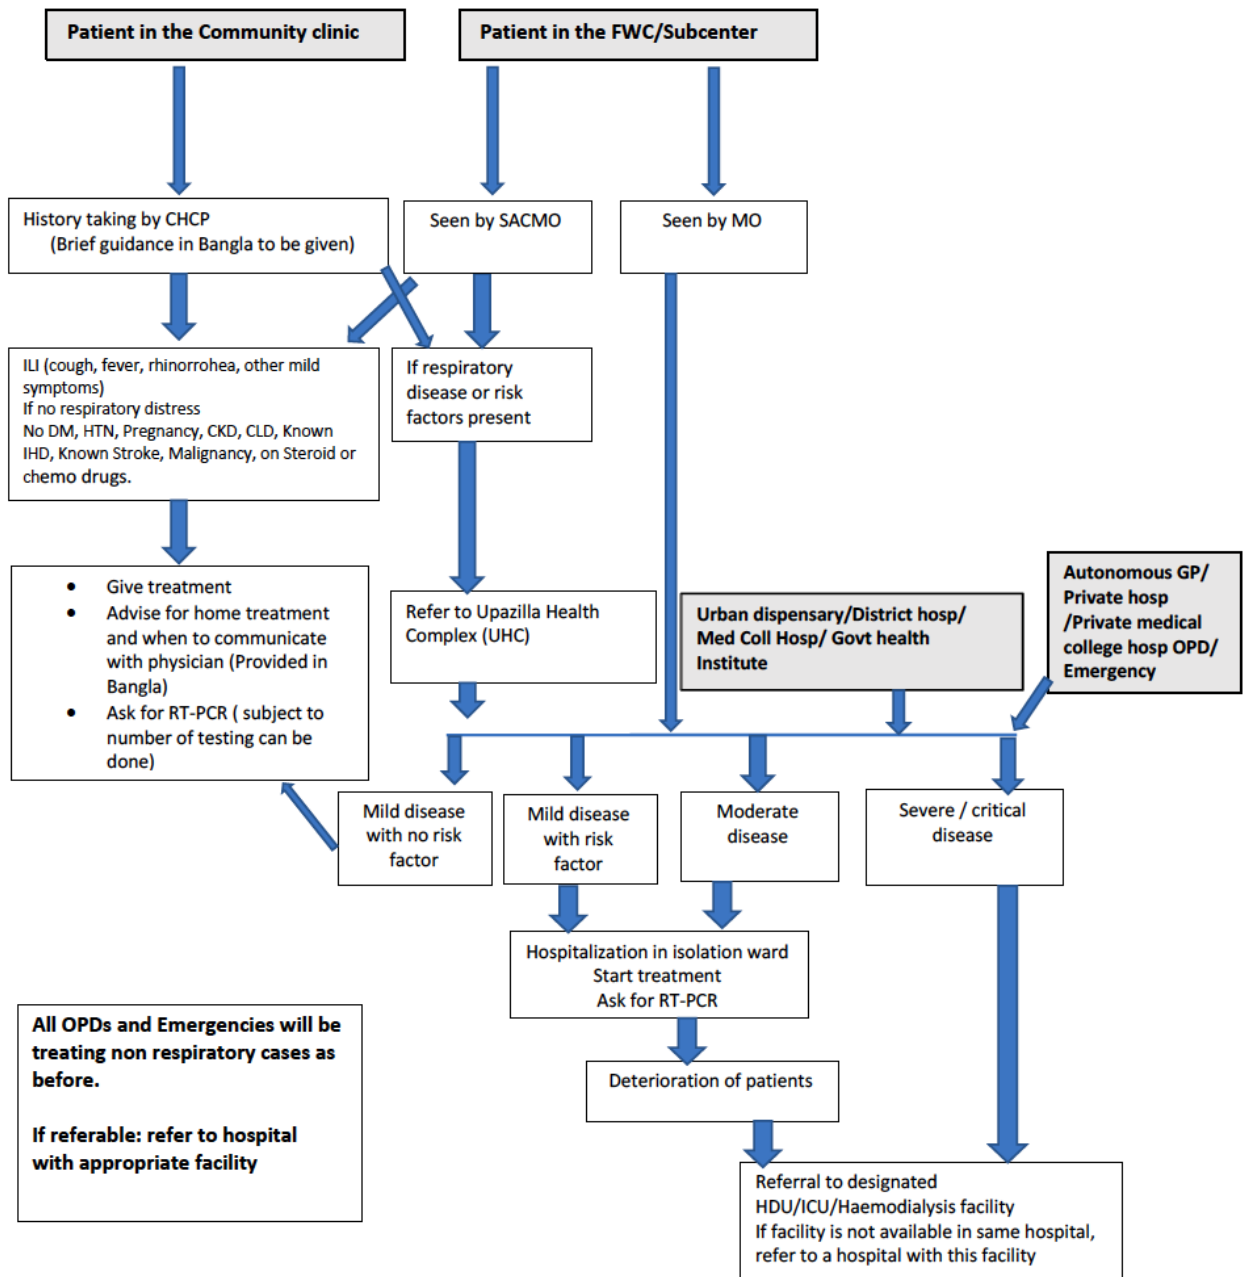 Patient in the Community clinic
Patient in the FWC/Subcenter
History taking by CHCP
(Brief guidance in Bangla to be given)
Seen by SACMO
Seen by MO
ILI (cough, fever, rhinorrohea, other mild
symptoms)
If no respiratory distress
No DM, HTN, Pregnancy, CKD, CLD, Known
IHD, Known Stroke, Malignancy, on Steroid or
chemo drugs.
If respiratory
disease or risk
factors present
• Give treatment
• Advise for home treatment
and when to communicate
with physician (Provided in
Bangla)
• Ask for RT-PCR ( subject to
number of testing can be
done)
Refer to Upazilla Health
Complex (UHC)
Urban dispensary/District hosp/
Med Coll Hosp/ Govt health
Institute
Autonomous GP/
Private hosp
/Private medical
college hosp OPD/
Emergency
Mild disease
with no risk
factor
Mild disease
with risk
factor
Moderate
disease
Severe / critical
disease
Hospitalization in isolation ward
Start treatment
Ask for RT-PCR
All OPDs and Emergencies will be
treating non respiratory cases as
before.
If referable: refer to hospital
with appropriate facility
Deterioration of patients
Referral to designated
HDU/ICU/Haemodialysis facility
If facility is not available in same hospital,
refer to a hospital with this facility